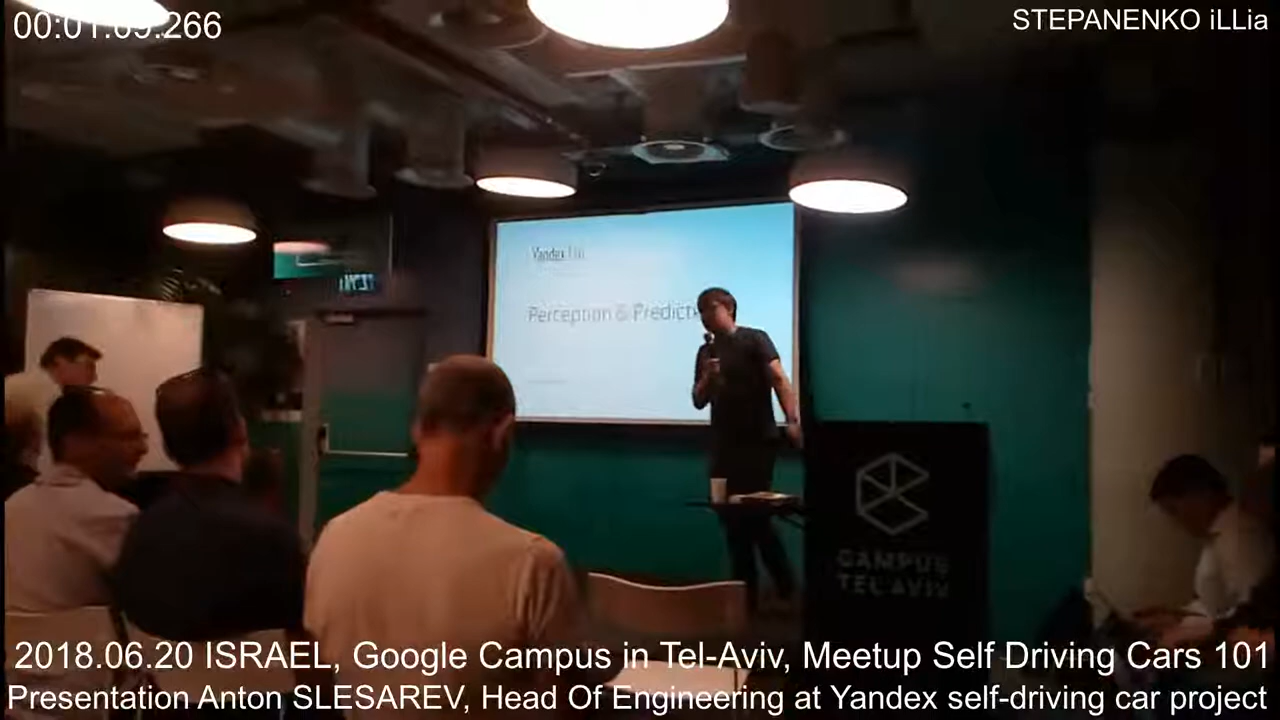 00:01:09.266
STEPANENKO iLLia
Yandex
Perception & Predicti
CAMPUS
TEL AVIV
2018.06.20 ISRAEL, Google Campus in Tel-Aviv, Meetup Self Driving Cars 101
Presentation Anton SLESAREV, Head Of Engineering at Yandex self-driving car project